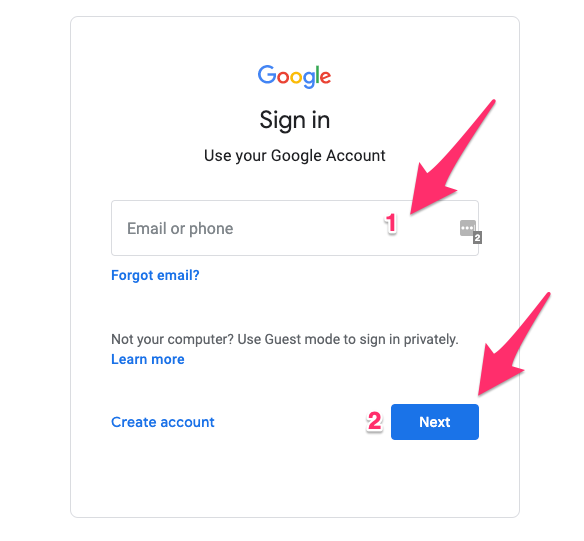 Google
Sign in
Use your Google Account
Email or phone 1
2
Forgot email?
Not your computer? Use Guest mode to sign in privately.
Learn more
Create account 2 Next